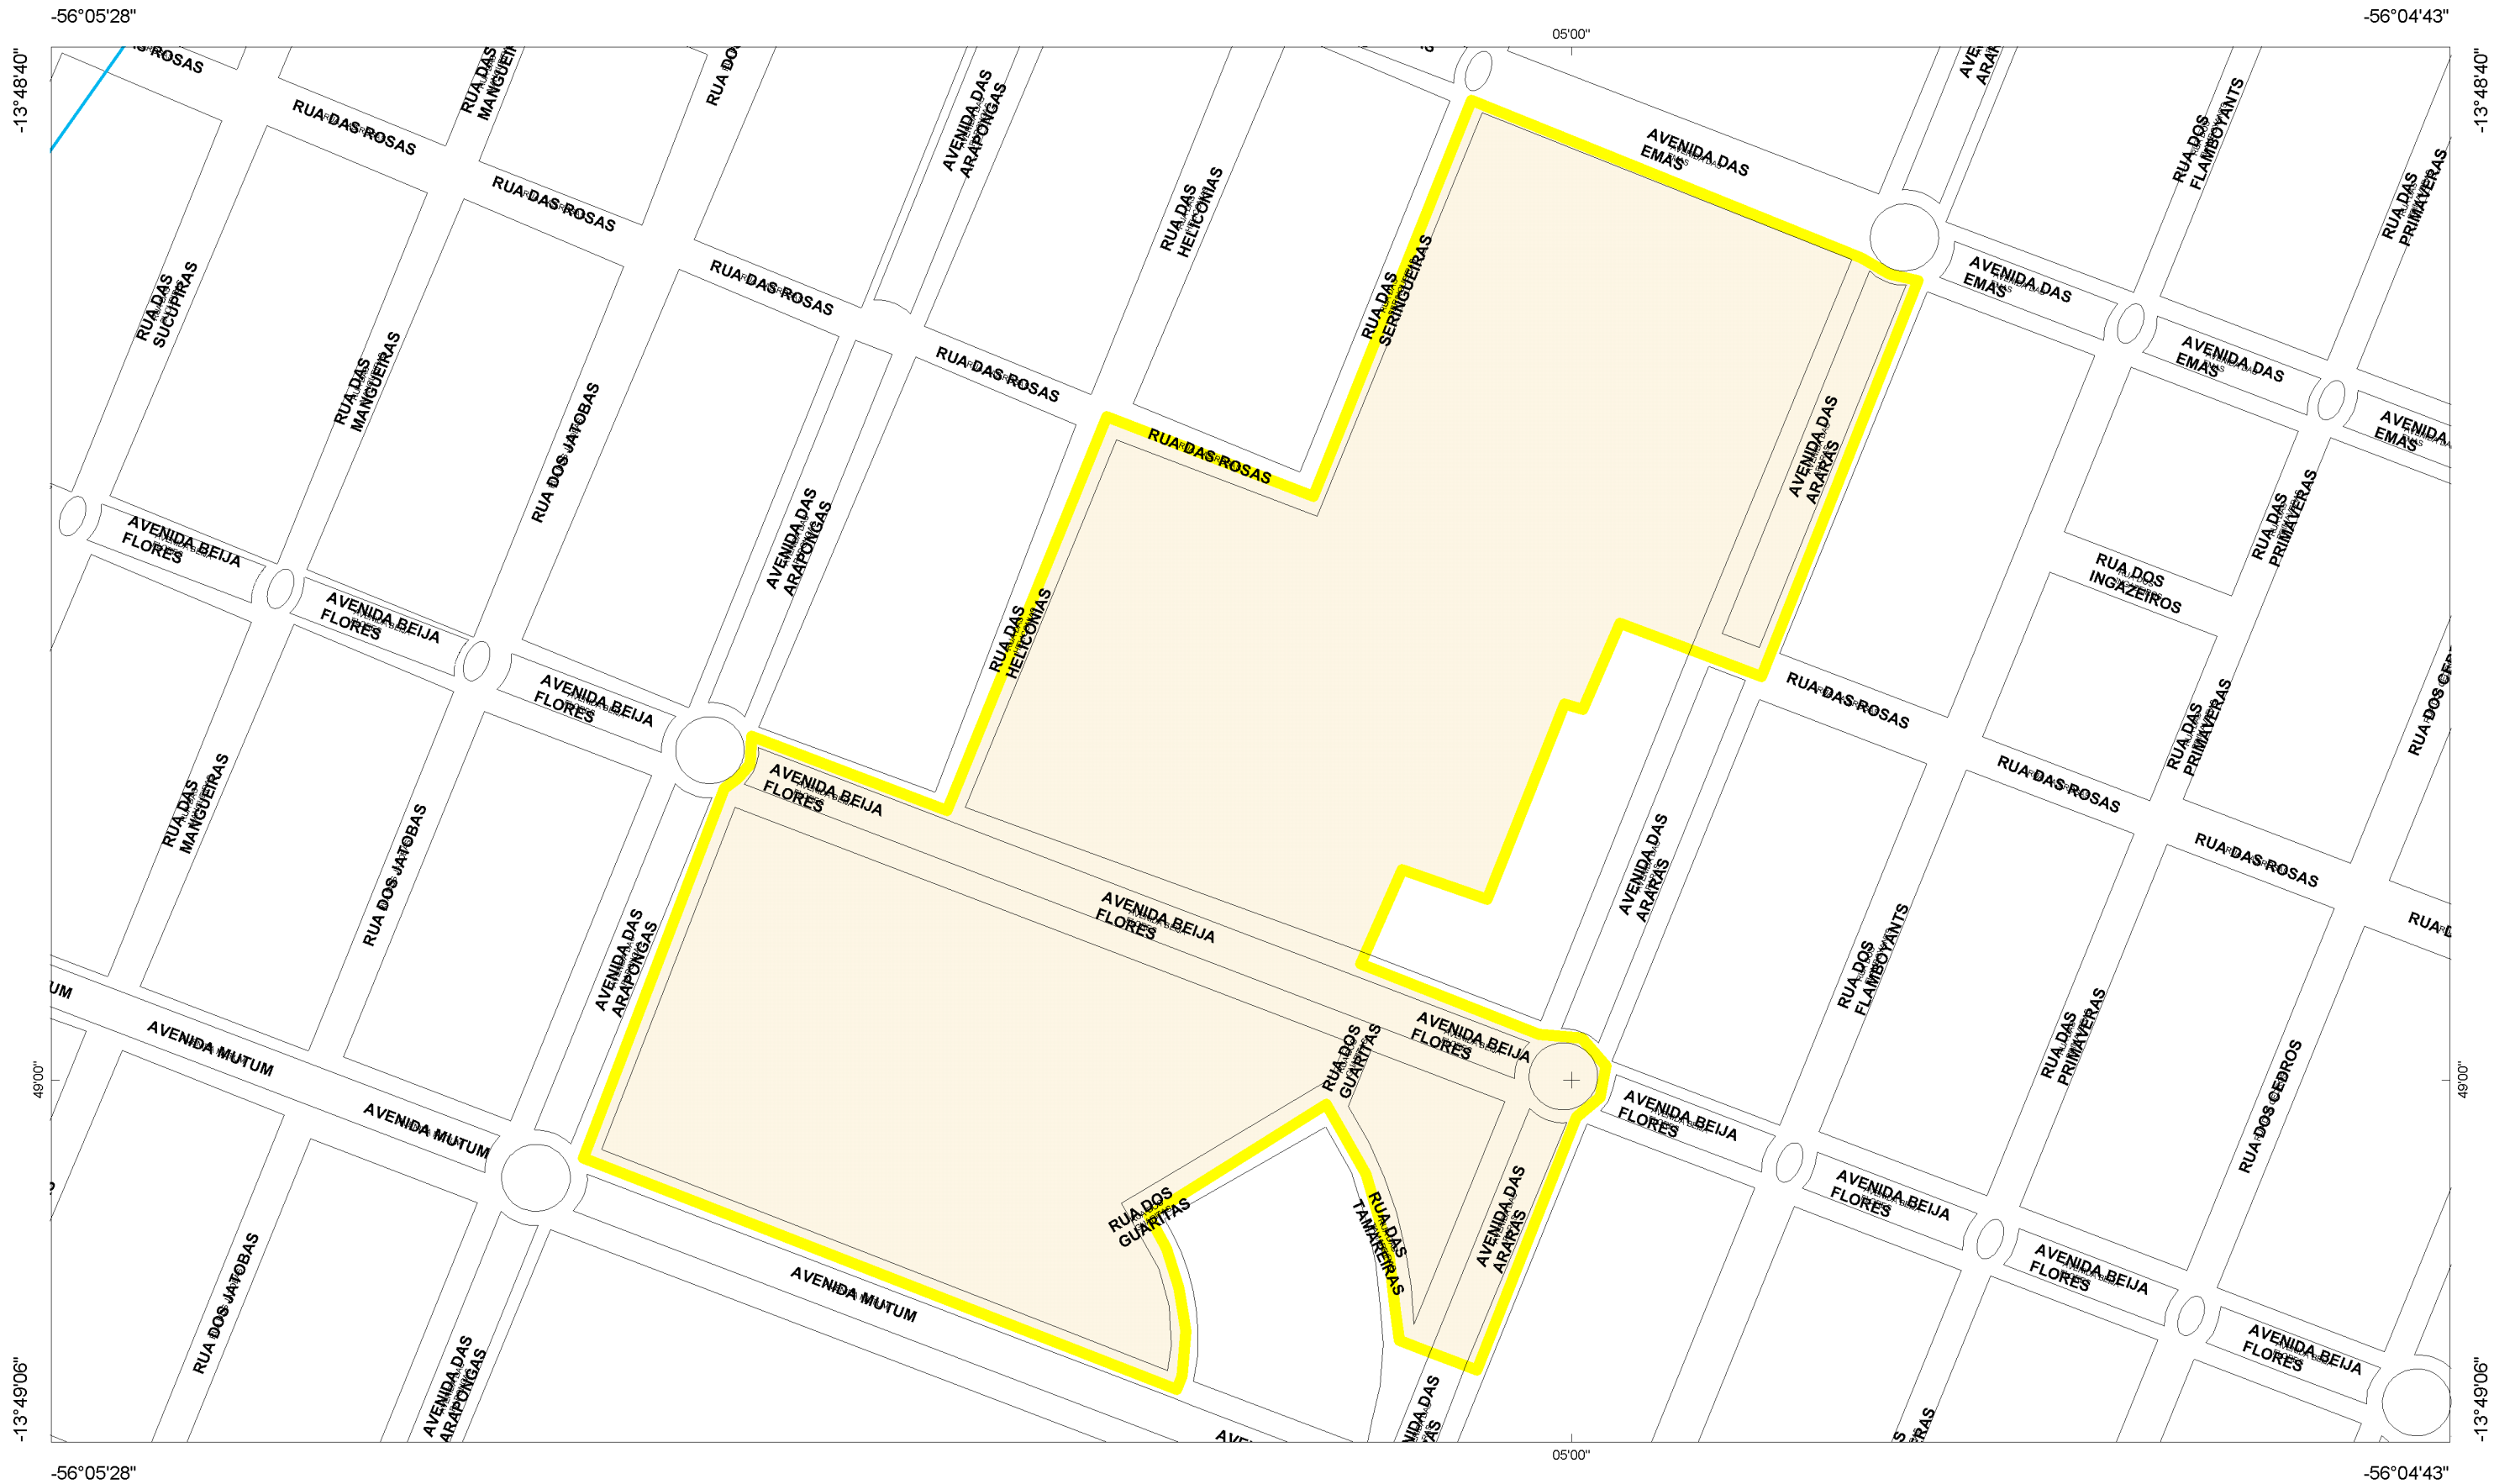 -56°05'28"
-56°04'43"
05'00"
-13°48'40"
-13°48'40"
RUA DAS
MANGUEIRAS
AVENIDA DAS
ARAPONGAS
RUA DAS ROSAS
AVENIDA DAS
EMAS
RUA DOS
FLAMBOYANTS
RUA DAS
PRIMAVERAS
RUA DAS ROSAS
RUA DAS
HELICONIAS
RUA DAS ROSAS
RUA DAS
SERINGUEIRAS
AVENIDA DAS
EMAS
RUA DAS
SUCUPIRAS
RUA DAS
MANGUEIRAS
RUA DAS ROSAS
AVENIDA DAS
EMAS
RUA DOS JATOBAS
RUA DAS ROSAS
AVENIDA DAS
ARARAS
AVENIDA
EMAS
AVENIDA BEIJA
FLORES
AVENIDA DAS
ARAPONGAS
RUA DAS
PRIMAVERAS
RUA DOS
INGAZEIROS
AVENIDA BEIJA
FLORES
RUA DAS
HELICONIAS
AVENIDA BEIJA
FLORES
RUA DAS ROSAS
RUA DAS
PRIMAVERAS
RUA DAS
MANGUEIRAS
AVENIDA BEIJA
FLORES
RUA DAS ROSAS
RUA DOS JATOBAS
AVENIDA DAS
ARARAS
RUA DAS ROSAS
AVENIDA BEIJA
FLORES
AVENIDA DAS
ARAPONGAS
RUA DOS
FLAMBOYANTS
AVENIDA MUTUM
RUA DOS
GUARITAS
AVENIDA BEIJA
FLORES
RUA DAS
PRIMAVERAS
49'00"
49'00"
AVENIDA MUTUM
AVENIDA BEIJA
FLORES
RUA DOS CEDROS
RUA DOS
GUARITAS
RUA DAS
TAMAREIRAS
AVENIDA DAS
ARARAS
AVENIDA BEIJA
FLORES
RUA DOS JATOBAS
AVENIDA MUTUM
AVENIDA BEIJA
FLORES
AVENIDA DAS
ARAPONGAS
AVENIDA BEIJA
FLORES
-13°49'06"
-13°49'06"
05'00"
-56°05'28"
-56°04'43"